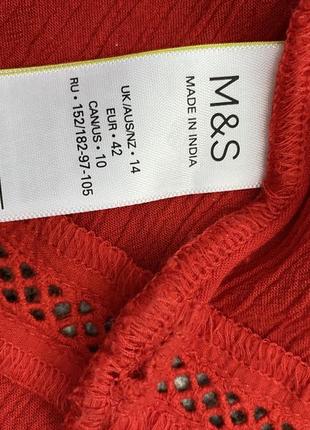 M&S
MADE IN INDIA
UK/AUS/NZ • 14
EUR • 42
CAN/US • 10
RU • 152/182-97-105